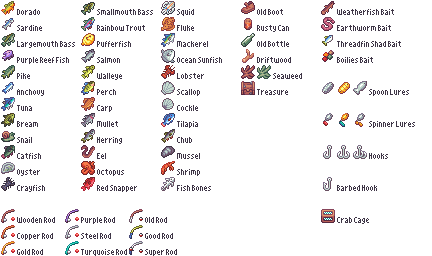 Dorado
Sardine
Largemouth Bass
Purple Reef Fish
Pike
Anchovy
Tuna
Bream
Snail
Catfish
Oyster
Crayfish
Smallmouth Bass
Rainbow Trout
Pufferfish
Salmon
Walleye
Perch
Carp
Mullet
Herring
Eel
Octopus
Red Snapper
Squid
Fluke
Mackerel
Ocean Sunfish
Lobster
Scallop
Cockle
Tilapia
Chub
Mussel
Shrimp
Fish Bones
Old Boot
Rusty Can
Old Bottle
Driftwood
Seaweed
Treasure
Weatherfish Bait
Earthworm Bait
Threadfin Shad Bait
Boilies Bait
Spoon Lures
Spinner Lures
Hooks
Barbed Hook
Crab Cage
Wooden Rod
Copper Rod
Gold Rod
Purple Rod
Steel Rod
Turquoise Rod
Old Rod
Good Rod
Super Rod